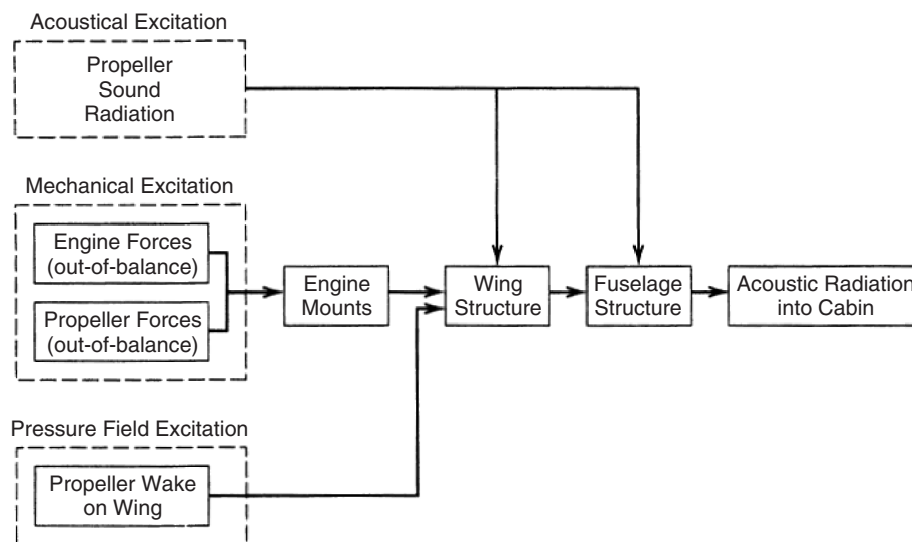 Acoustical Excitation
Propeller
Sound
Radiation
Mechanical Excitation
Engine Forces
(out-of-balance)
Propeller Forces
(out-of-balance)
Engine
Mounts
Wing
Structure
Fuselage
Structure
Acoustic Radiation
into Cabin
Pressure Field Excitation
Propeller Wake
on Wing